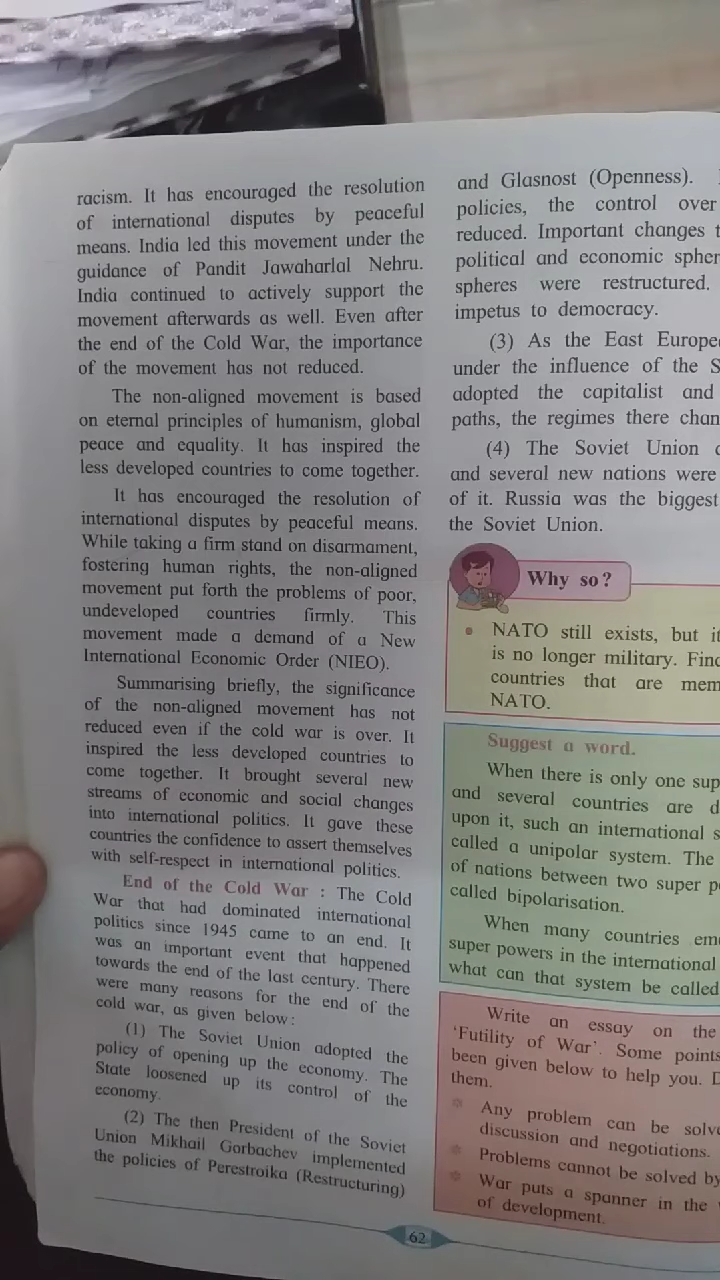 racism. It has encouraged the resolution
of international disputes by peaceful
means. India led this movement under the
guidance of Pandit Jawaharlal Nehru.
India continued to actively support the
movement afterwards as well. Even after
the end of the Cold War, the importance
of the movement has not reduced.
The non-aligned movement is based
on eternal principles of humanism, global
peace and equality. It has inspired the
less developed countries to come together.
It has encouraged the resolution of
international disputes by peaceful means.
While taking a firm stand on disarmament,
fostering human rights, the non-aligned
movement put forth the problems of poor,
undeveloped countries firmly. This
movement made a demand of a New
International Economic Order (NIEO).
Summarising briefly, the significance
of the non-aligned movement has not
reduced even if the cold war is over. It
inspired the less developed countries to
come together. It brought several new
streams of economic and social changes
into international politics. It gave these
countries the confidence to assert themselves
with self-respect in international politics.
End of the Cold War : The Cold
War that had dominated international
politics since 1945 came to an end. It
was an important event that happened
towards the end of the last century. There
were many reasons for the end of the
cold war, as given below :
(1) The Soviet Union adopted the
policy of opening up the economy. The
State loosened up its control of the
economy.
(2) The then President of the Soviet
Union Mikhail Gorbachev implemented
the policies of Perestroika (Restructuring)
and Glasnost (Openness).
policies, the control over
reduced. Important changes
political and economic
spheres were restructured.
impetus to democracy.
(3) As the East
under the influence of the
adopted the capitalist and
paths, the regimes there
(4) The Soviet Union
and several new nations were
of it. Russia was the biggest
the Soviet Union.
Why so?
• NATO still exists, but
is no longer military.
countries that are
NATO.
Suggest a word.
When there is only one
and several countries are
upon it, such an international
called a unipolar system. The
of nations between two super
called bipolarisation.
When many countries
super powers in the international
what can that system be called
Write an essay on the
'Futility of War'. Some points
been given below to help you.
them.
Any problem can be
discussion and negotiations.
Problems cannot be solved by
War puts a spanner in the
of development.
62